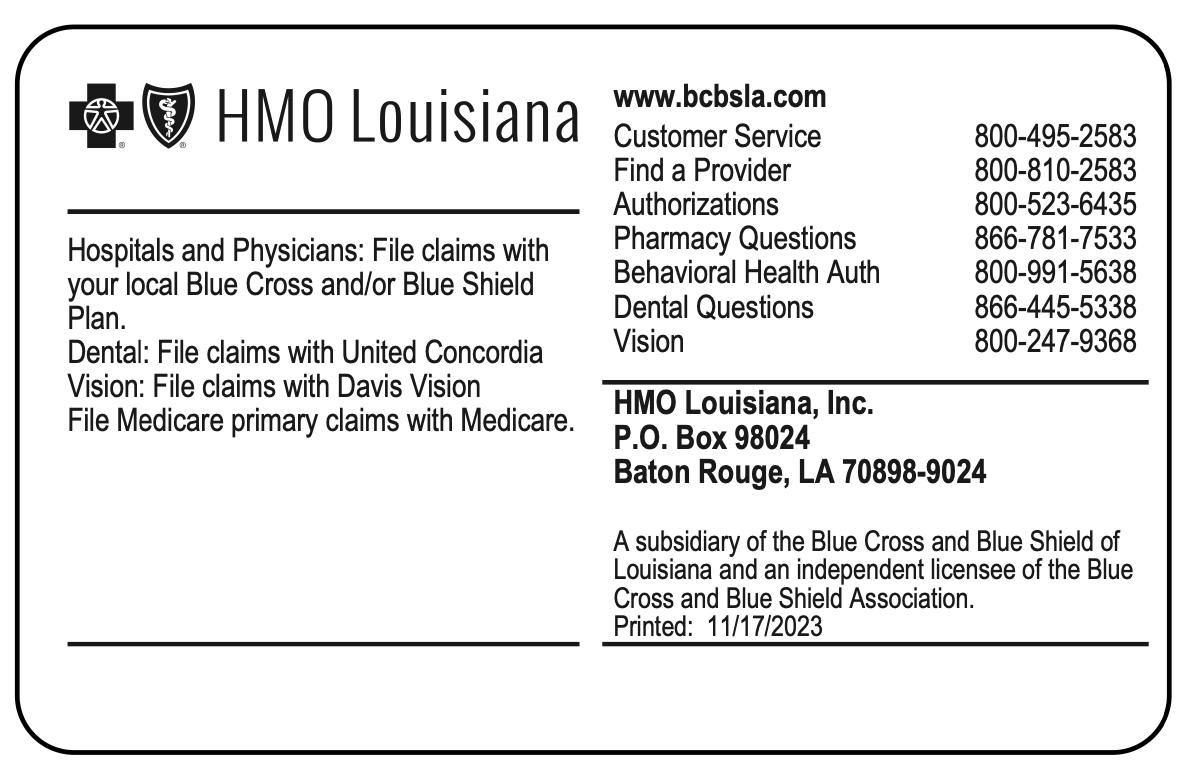 HMO Louisiana
Hospitals and Physicians: File claims with
your local Blue Cross and/or Blue Shield
Plan.
Dental: File claims with United Concordia
Vision: File claims with Davis Vision
File Medicare primary claims with Medicare.
www.bcbsla.com
Customer Service 800-495-2583
Find a Provider 800-810-2583
Authorizations 800-523-6435
Pharmacy Questions 866-781-7533
Behavioral Health Auth 800-991-5638
Dental Questions 866-445-5338
Vision 800-247-9368
HMO Louisiana, Inc.
P.O. Box 98024
Baton Rouge, LA 70898-9024
A subsidiary of the Blue Cross and Blue Shield of
Louisiana and an independent licensee of the Blue
Cross and Blue Shield Association.
Printed: 11/17/2023